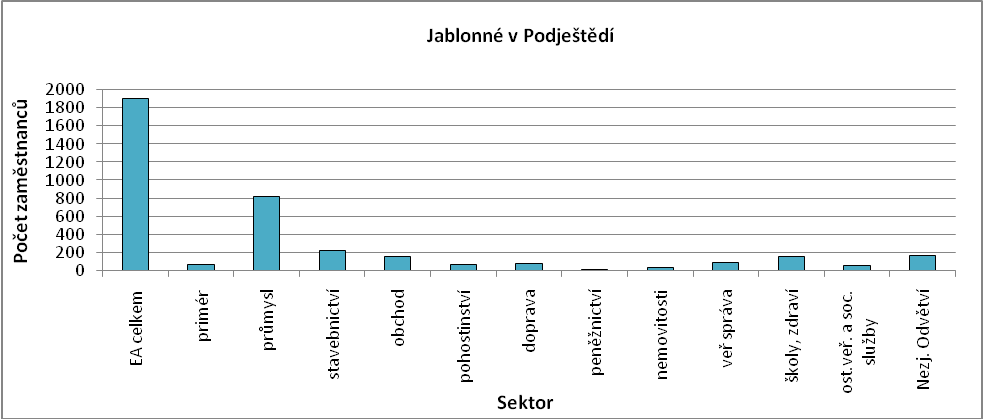 Jablonné v Podještědí
Počet zaměstnanců
2000
1800
1600
1400
1200
1000
800
600
400
200
0
EA celkem
primér
průmysl
stavebnictví
obchod
pohostinství
doprava
peněžnictví
nemovitosti
veř správa
školy, zdraví
ost.veř. a soc.
služby
Nezj. Odvětví
Sektor